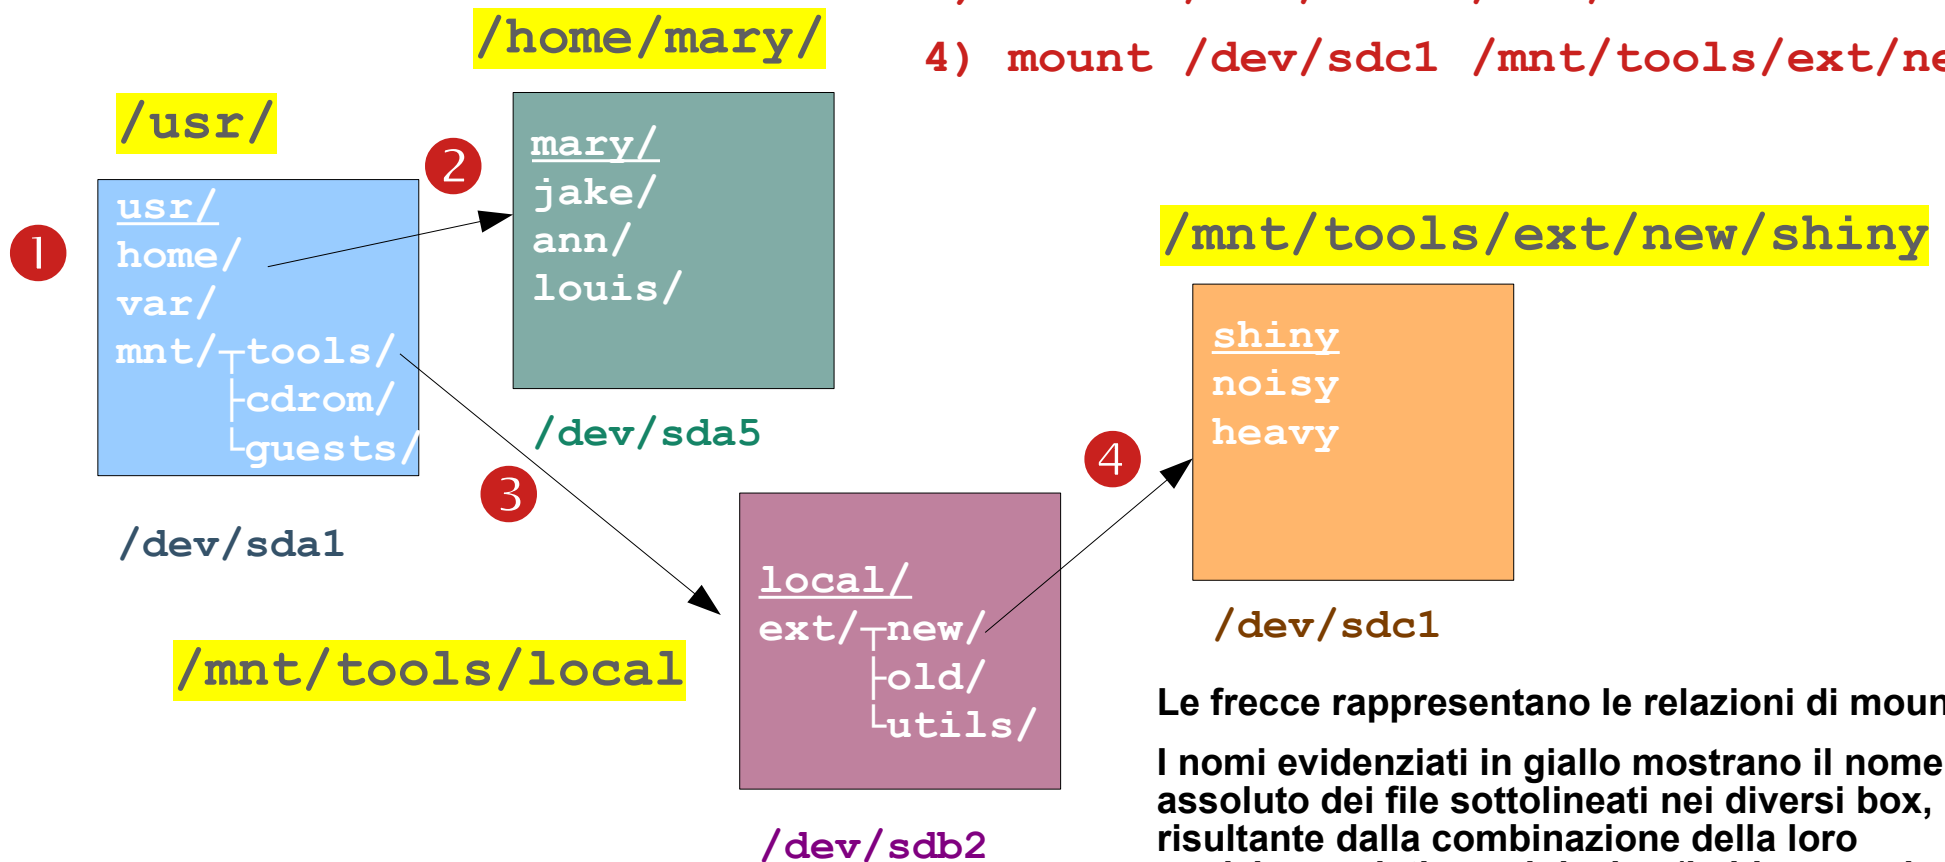 4) mount /dev/sdc1 /mnt/tools/ext/
/home/mary/
/usr/
mary/
jake/
ann/
louis/
2
usr/
home/
var/
mnt/┬tools/
├cdrom/
└guests/
1
/dev/sda1
/dev/sda5
3
/mnt/tools/ext/new/shiny
shiny
noisy
heavy
4
/dev/sdc1
/mnt/tools/local
local/
ext/┬new/
├old/
└utils/
/dev/sdb2
Le frecce rappresentano le relazioni di
I nomi evidenziati in giallo mostrano il nome
assoluto dei file sottolineati nei diversi box,
risultante dalla combinazione della loro